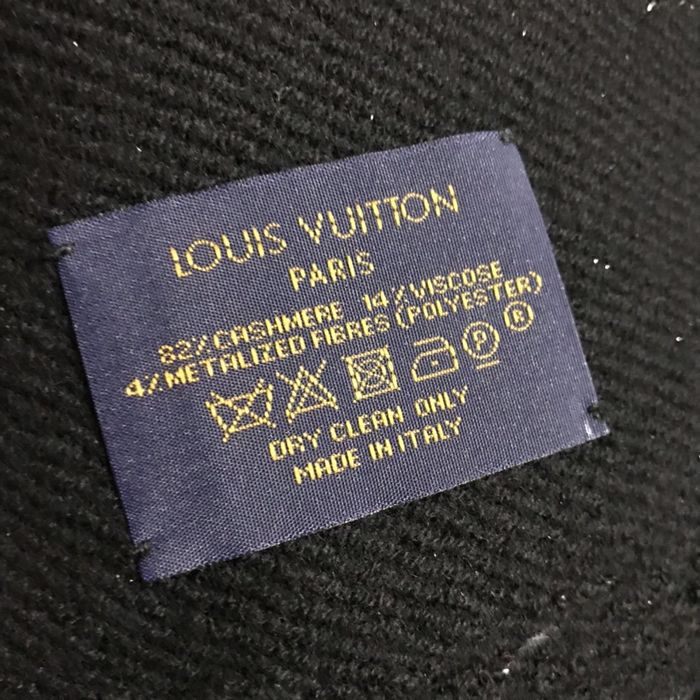 LOUIS VUITTON
PARIS
82%CASHMERE 14%VISCOSE
4%METALIZED FIBRES(POLYESTER)
P R
DRY CLEAN ONLY
MADE IN ITALY